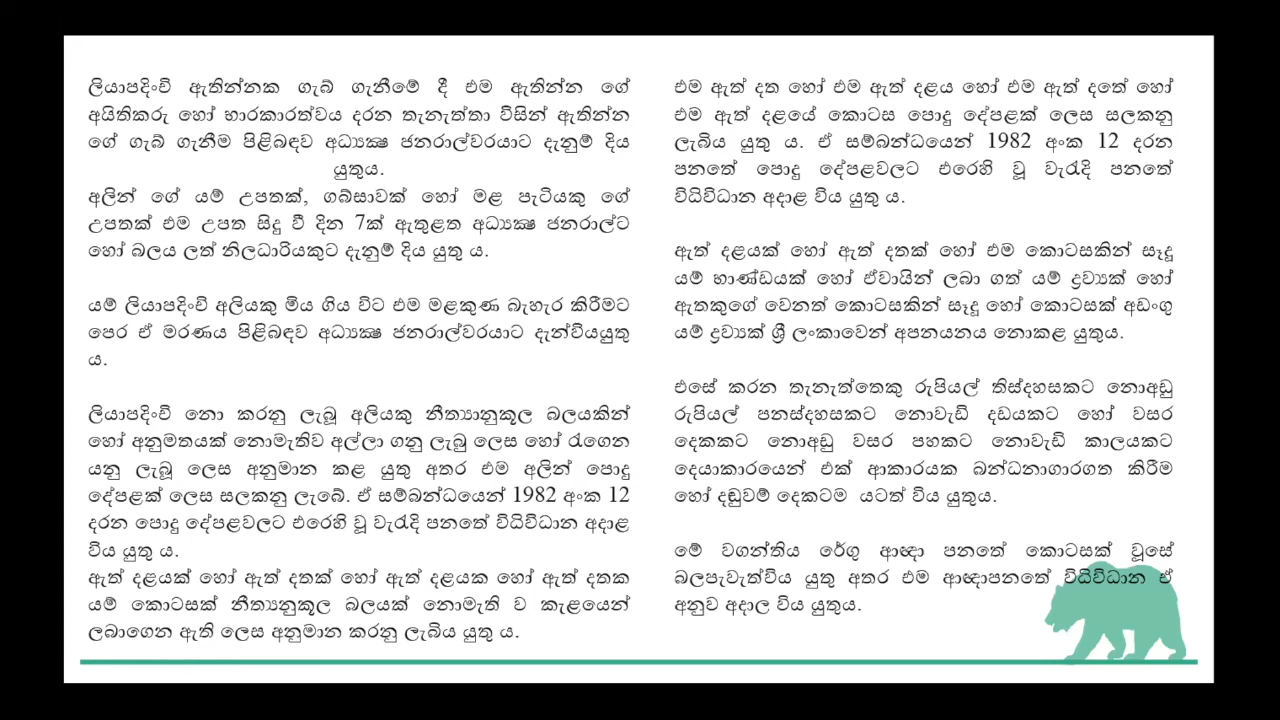 ලියාපදිංචි ඇතින්නක ගැබ් ගැනීමේ දී එම ඇතින්න ගේ
අයිතිකරු හෝ භාරකාරත්වය දරන තැනැත්තා විසින් ඇතින්න
ගේ ගැබ් ගැනීම පිළිබඳව අධ්‍යක්‍ෂ ජනරාල්වරයාට දැනුම් දිය
යුතුය.
අලින් ගේ යම් උපතක්, ගබ්සාවක් හෝ මළ පැටියකු ගේ
උපතක් එම උපත සිදු වී දින 7ක් ඇතුළත අධ්‍යක්‍ෂ ජනරාල්ට
හෝ බලය ලත් නිලධාරියකුට දැනුම් දිය යුතු ය.
යම් ලියාපදිංචි අලියකු මිය ගිය විට එම මළකුණ බැහැර කිරීමට
පෙර ඒ මරණය පිළිබඳව අධ්‍යක්‍ෂ ජනරාල්වරයාට දැන්වියයුතු
ය.
ලියාපදිංචි නො කරනු ලැබූ අලියකු නීත්‍යානුකූල බලයකින්
හෝ අනුමතයක් නොමැතිව අල්ලා ගනු ලැබු ලෙස හෝ රැගෙන
යනු ලැබූ ලෙස අනුමාන කළ යුතු අතර එම අලින් පොදු
දේපළක් ලෙස සලකනු ලැබේ. ඒ සම්බන්ධයෙන් 1982 අංක 12
දරන පොදු දේපළවලට එරෙහි වූ වැරැදි පනතේ විධිවිධාන අදාළ
විය යුතු ය.
ඇත් දළයක් හෝ ඇත් දතක් හෝ ඇත් දළයක හෝ ඇත් දතක
යම් කොටසක් නීත්‍යනුකූල බලයක් නොමැති ව කැළයෙන්
ලබාගෙන ඇති ලෙස අනුමාන කරනු ලැබිය යුතු ය.
එම ඇත් දත හෝ එම ඇත් දළය හෝ එම ඇත් දතේ හෝ
එම ඇත් දළයේ කොටස පොදු දේපළක් ලෙස සලකනු
ලැබිය යුතු ය. ඒ සම්බන්ධයෙන් 1982 අංක 12 දරන
පනතේ පොදු දේපළවලට එරෙහි වූ වැරැදි පනතේ
විධිවිධාන අදාළ විය යුතු ය.
ඇත් දළයක් හෝ ඇත් දතක් හෝ එම කොටසකින් සෑදූ
යම් භාණ්ඩයක් හෝ ඒවායින් ලබා ගත් යම් ද්‍රව්‍යක් හෝ
ඇතකුගේ වෙනත් කොටසකින් සෑදූ හෝ කොටසක් අඩංගු
යම් ද්‍රව්‍යක් ශ්‍රී ලංකාවෙන් අපනයනය නොකළ යුතුය.
එසේ කරන තැනැත්තෙකු රුපියල් තිස්දහසකට නොඅඩු
රුපියල් පනස්දහසකට නොවැඩි දඩයකට හෝ වසර
දෙකකට නොඅඩු වසර පහකට නොවැඩි කාලයකට
දෙයාකාරයෙන් එක් ආකාරයක බන්ධනාගාරගත කිරීම
හෝ දඬුවම් දෙකටම යටත් විය යුතුය.
මේ වගන්තිය රේගු ආඥා පනතේ කොටසක් වූසේ
බලපැවැත්විය යුතු අතර එම ආඥාපනතේ විධිවිධාන ඒ
අනුව අදාල විය යුතුය.